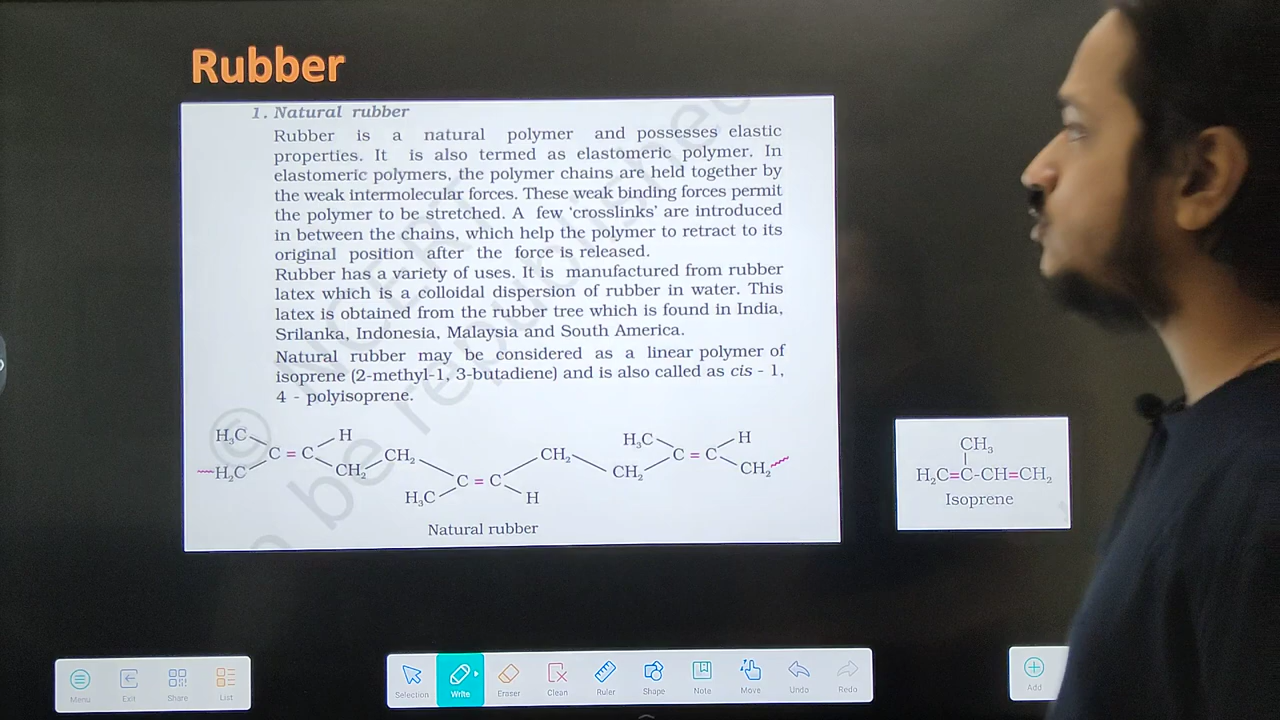 Rubber
1. Natural rubber
Rubber is a natural polymer and possesses elastic
properties. It is also termed as elastomeric polymer. In
elastomeric polymers, the polymer chains are held together by
the weak intermolecular forces. These weak binding forces permit
the polymer to be stretched. A few ‘crosslinks’ are introduced
in between the chains, which help the polymer to retract to its
original position after the force is released.
Rubber has a variety of uses. It is manufactured from rubber
latex which is a colloidal dispersion of rubber in water. This
latex is obtained from the rubber tree which is found in India,
Srilanka, Indonesia, Malaysia and South America.
Natural rubber may be considered as a linear polymer of
isoprene (2-methyl-1, 3-butadiene) and is also called as cis - 1,
4 - polyisoprene.
H₃C H H₃C H
C = C CH₂ CH₂ C = C
H₂C CH₂ C = C CH₂ CH₂
H₃C H
Natural rubber
CH₃
H₂C=C-CH=CH₂
Isoprene
© NCERT
be republished
Menu Exit Share List
Selection Write Eraser Clean Ruler Shape Note Move Undo Redo
Add